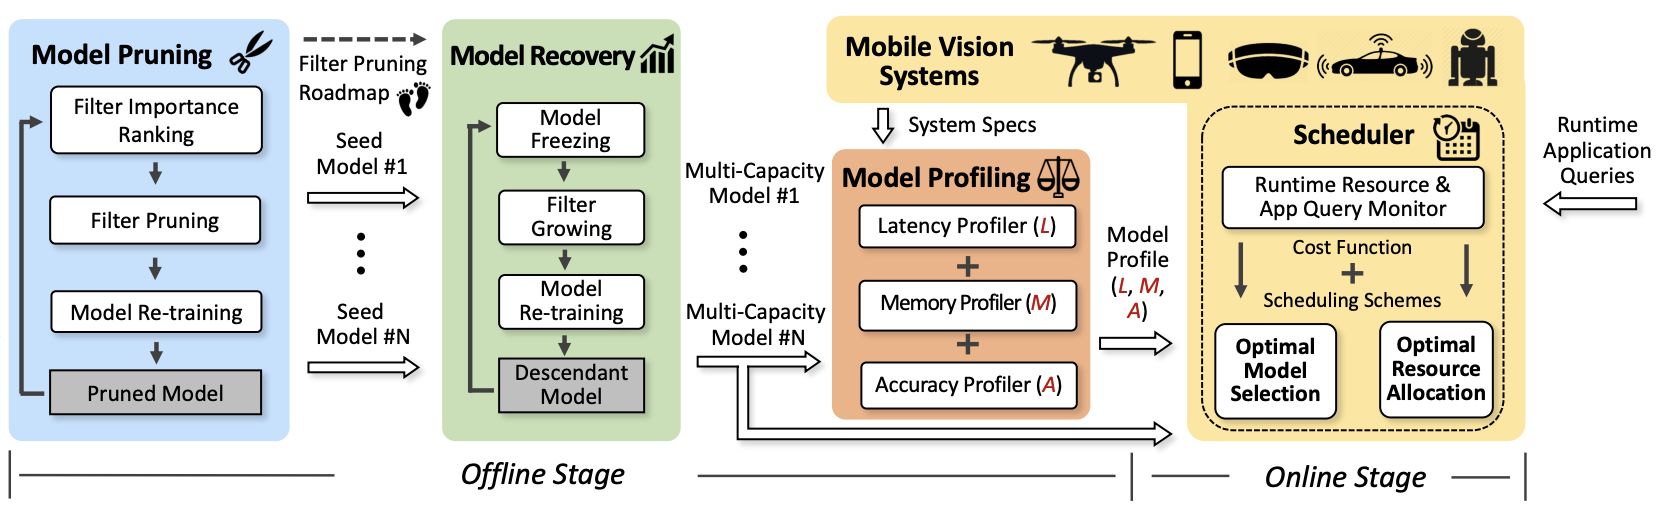 Model Pruning
Filter Importance
Ranking
Filter Pruning
Model Re-training
Pruned Model
Filter Pruning
Roadmap
Seed
Model #1
Seed
Model #N
Model Recovery
Model
Freezing
Filter
Growing
Model
Re-training
Descendant
Model
Multi-Capacity
Model #1
Multi-Capacity
Model #N
Mobile Vision
Systems
System Specs
Model Profiling
Latency Profiler (L)
+
Memory Profiler (M)
+
Accuracy Profiler (A)
Model
Profile
(L, M,
A)
Scheduler
Runtime Resource &
App Query Monitor
Cost Function
+
Scheduling Schemes
Optimal
Model
Selection
Optimal
Resource
Allocation
Runtime
Application
Queries
Offline Stage
Online Stage